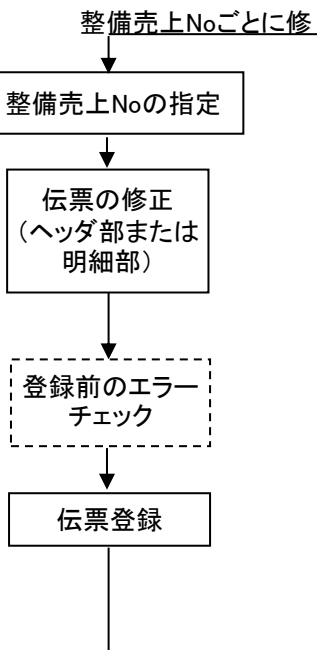 整備売上Noごとに修
整備売上Noの指定
伝票の修正
（ヘッダ部または
明細部）
登録前のエラー
チェック
伝票登録